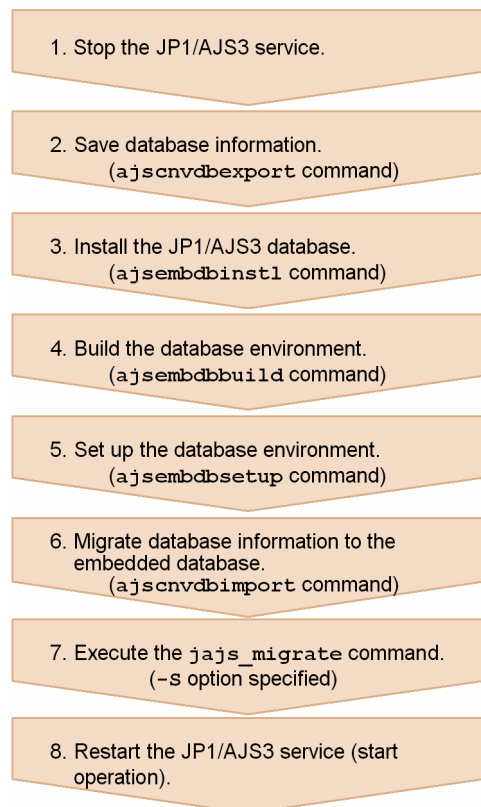 1. Stop the JP1/AJS3 service.
2. Save database information.
(ajscnvdbexport command)
3. Install the JP1/AJS3 database.
(ajsembdbinstl command)
4. Build the database environment.
(ajsembdbbuild command)
5. Set up the database environment.
(ajsembdbsetup command)
6. Migrate database information to the
embedded database.
(ajscnvdbimport command)
7. Execute the jajs_migrate command.
(-S option specified)
8. Restart the JP1/AJS3 service (start
operation).